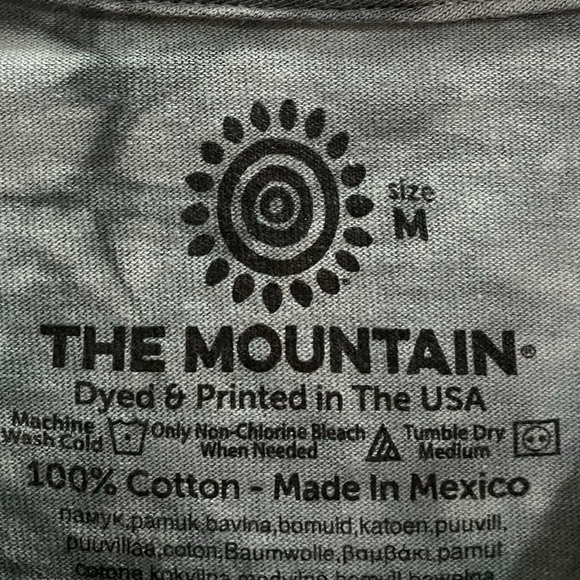 size
M
THE MOUNTAIN®
Dyed & Printed in The USA
Machine Wash Cold
Only Non-Chlorine Bleach When Needed
Tumble Dry Medium
100% Cotton - Made In Mexico
памук,pamuk,bavlna,bomuld,katoen,puuvill,
puuvillaa,coton,Baumwolle,βαμβάκι,pamut